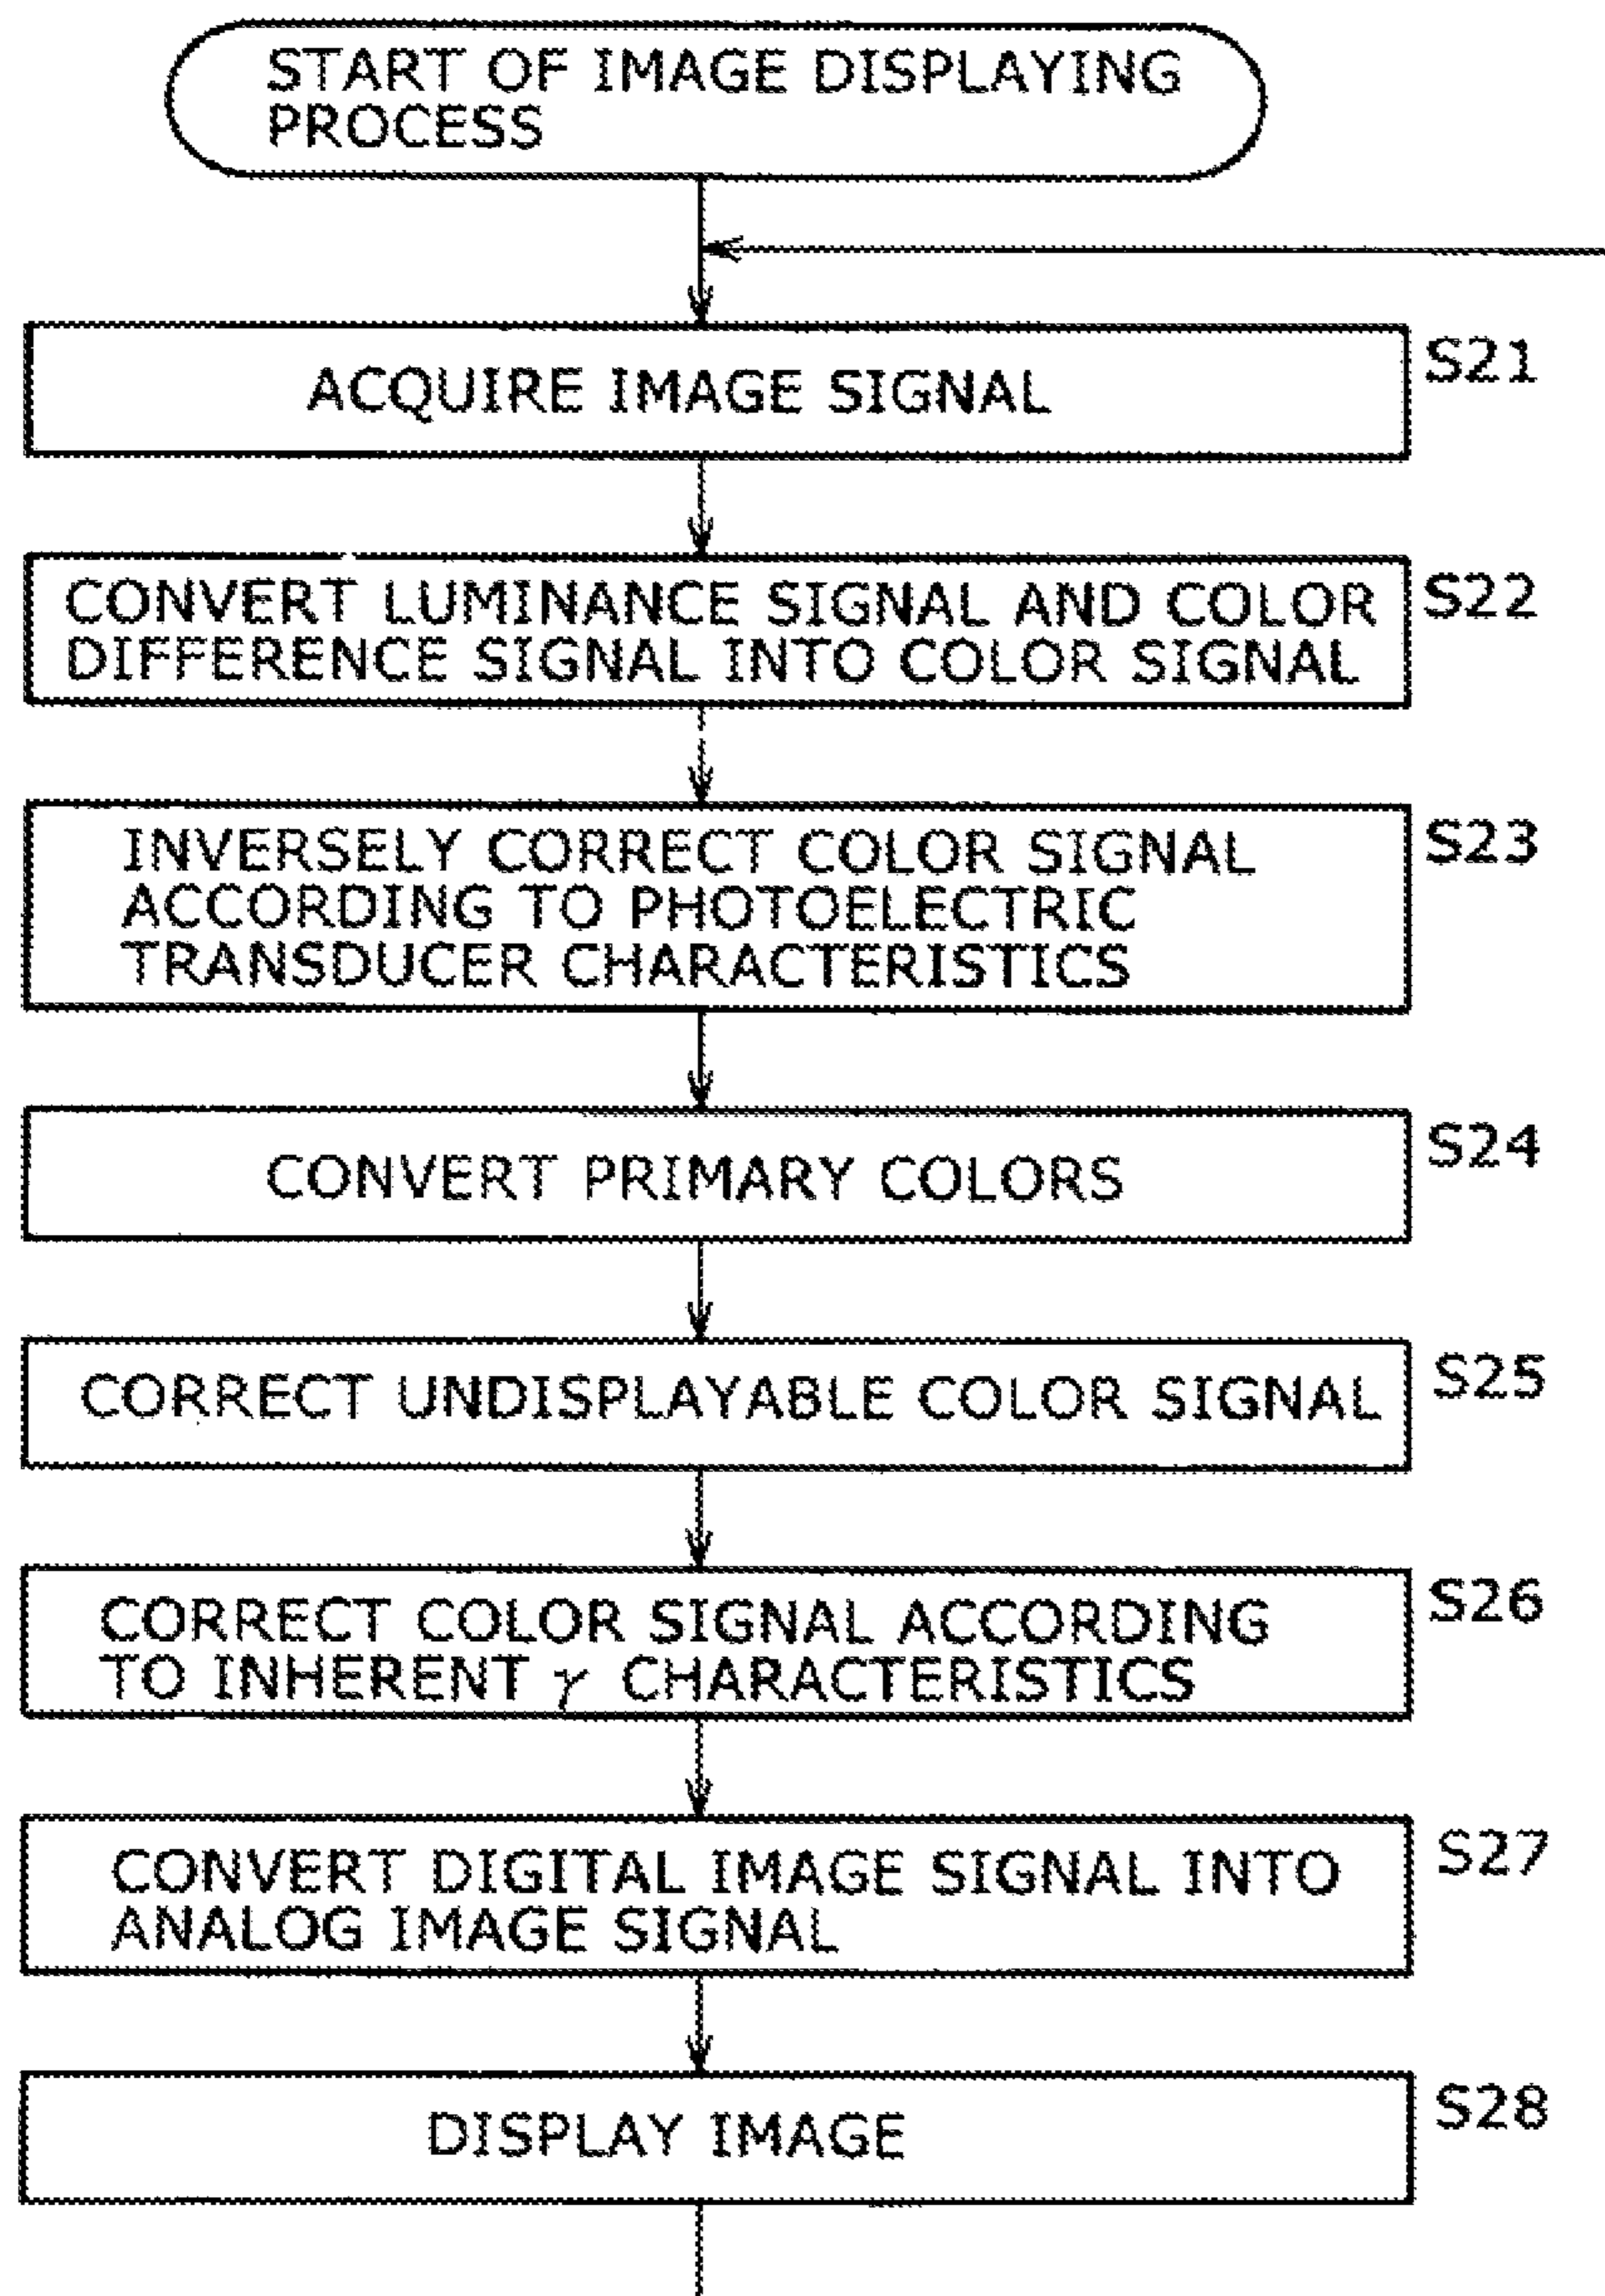 START OF IMAGE DISPLAYING
PROCESS
ACQUIRE IMAGE SIGNAL
S21
CONVERT LUMINANCE SIGNAL AND COLOR
DIFFERENCE SIGNAL INTO COLOR SIGNAL
S22
INVERSELY CORRECT COLOR SIGNAL
ACCORDING TO PHOTOELECTRIC
TRANSDUCER CHARACTERISTICS
S23
CONVERT PRIMARY COLORS
S24
CORRECT UNDISPLAYABLE COLOR SIGNAL
S25
CORRECT COLOR SIGNAL ACCORDING
TO INHERENT γ CHARACTERISTICS
S26
CONVERT DIGITAL IMAGE SIGNAL INTO
ANALOG IMAGE SIGNAL
S27
DISPLAY IMAGE
S28